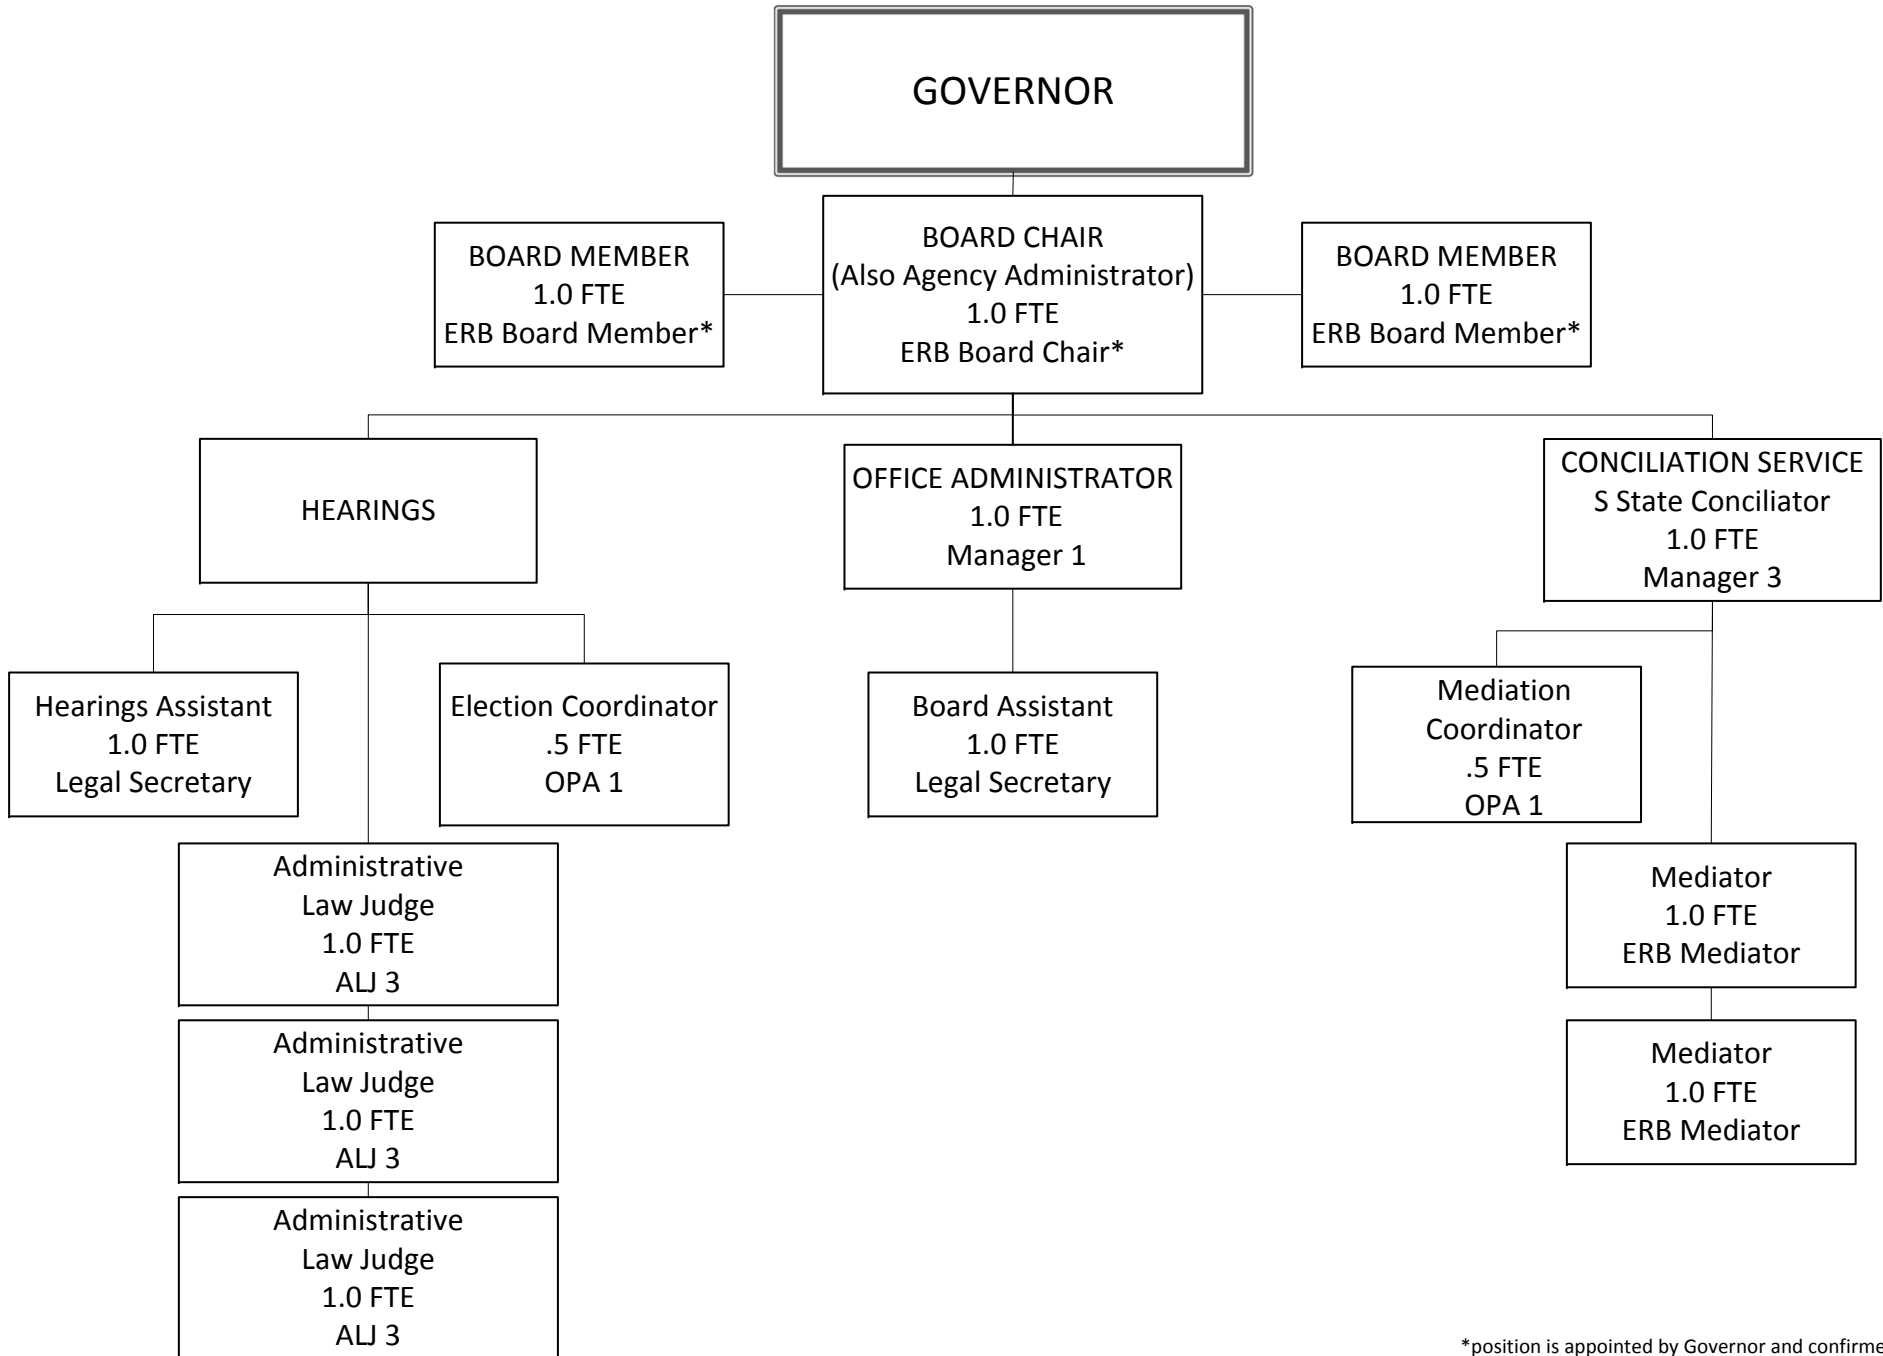 GOVERNOR
BOARD MEMBER
1.0 FTE
ERB Board Member*
BOARD CHAIR
(Also Agency Administrator)
1.0 FTE
ERB Board Chair*
BOARD MEMBER
1.0 FTE
ERB Board Member*
HEARINGS
OFFICE ADMINISTRATOR
1.0 FTE
Manager 1
CONCILIATION SERVICE
S State Conciliator
1.0 FTE
Manager 3
Hearings Assistant
1.0 FTE
Legal Secretary
Election Coordinator
.5 FTE
OPA 1
Board Assistant
1.0 FTE
Legal Secretary
Mediation
Coordinator
.5 FTE
OPA 1
Administrative
Law Judge
1.0 FTE
ALJ 3
Mediator
1.0 FTE
ERB Mediator
Administrative
Law Judge
1.0 FTE
ALJ 3
Mediator
1.0 FTE
ERB Mediator
Administrative
Law Judge
1.0 FTE
ALJ 3
*position is appointed by Governor and confirme